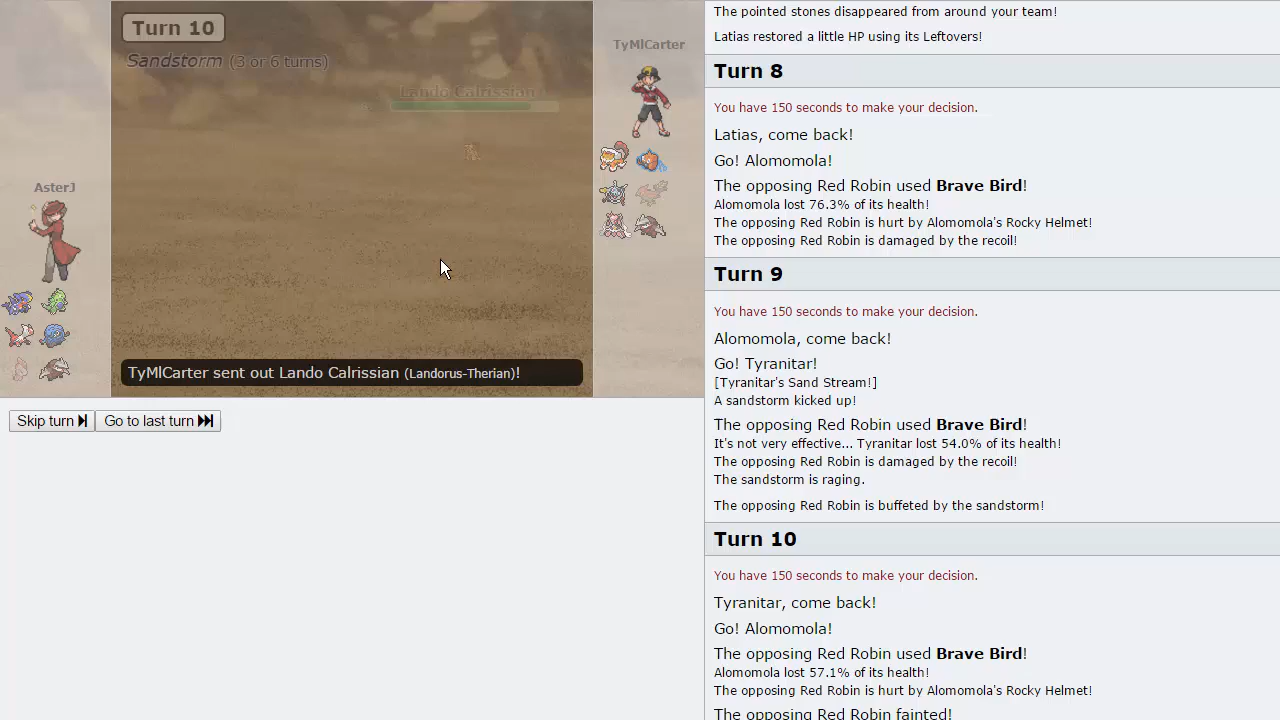 Turn 10
Sandstorm (3 or 6 turns)
Lando Calrissian
TyMlCarter
AsterJ
TyMlCarter sent out Lando Calrissian (Landorus-Therian)!
Skip turn
Go to last turn
The pointed stones disappeared from around your team!
Latias restored a little HP using its Leftovers!
Turn 8
You have 150 seconds to make your decision.
Latias, come back!
Go! Alomomola!
The opposing Red Robin used Brave Bird!
Alomomola lost 76.3% of its health!
The opposing Red Robin is hurt by Alomomola's Rocky Helmet!
The opposing Red Robin is damaged by the recoil!
Turn 9
You have 150 seconds to make your decision.
Alomomola, come back!
Go! Tyranitar!
[Tyranitar's Sand Stream!]
A sandstorm kicked up!
The opposing Red Robin used Brave Bird!
It's not very effective... Tyranitar lost 54.0% of its health!
The opposing Red Robin is damaged by the recoil!
The sandstorm is raging.
The opposing Red Robin is buffeted by the sandstorm!
Turn 10
You have 150 seconds to make your decision.
Tyranitar, come back!
Go! Alomomola!
The opposing Red Robin used Brave Bird!
Alomomola lost 57.1% of its health!
The opposing Red Robin is hurt by Alomomola's Rocky Helmet!
The opposing Red Robin fainted!